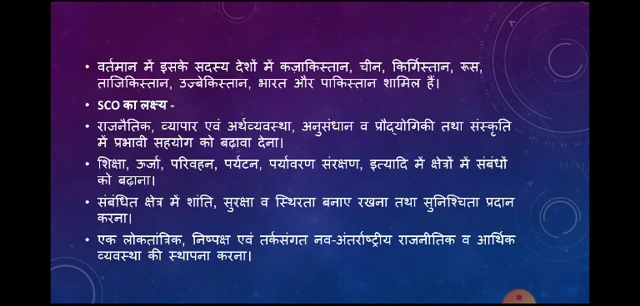 • वर्तमान में इसके सदस्य देशों में कज़ाकिस्तान, चीन, किर्गिस्तान, रूस,
ताजिकिस्तान, उज्बेकिस्तान, भारत और पाकिस्तान शामिल हैं।
• SCO का लक्ष्य -
• राजनैतिक, व्यापार एवं अर्थव्यवस्था, अनुसंधान व प्रौद्योगिकी तथा संस्कृति
में प्रभावी सहयोग को बढ़ावा देना।
• शिक्षा, ऊर्जा, परिवहन, पर्यटन, पर्यावरण संरक्षण, इत्यादि में क्षेत्रों में संबंधों
को बढ़ाना।
• संबंधित क्षेत्र में शांति, सुरक्षा व स्थिरता बनाए रखना तथा सुनिश्चिता प्रदान
करना।
• एक लोकतांत्रिक, निष्पक्ष एवं तर्कसंगत नव-अंतर्राष्ट्रीय राजनीतिक व आर्थिक
व्यवस्था की स्थापना करना।